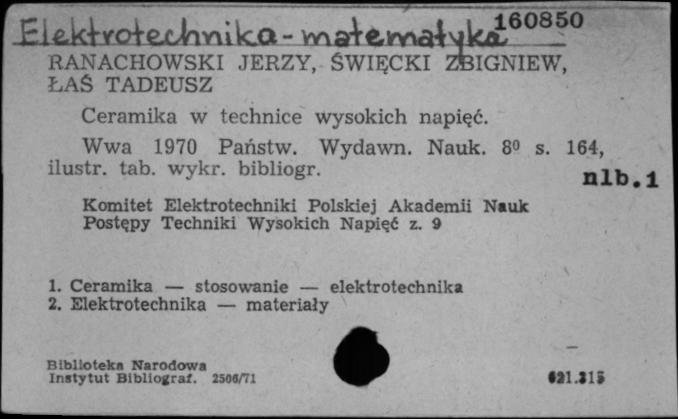 160850
Elektrotechnika - matematyka
RANACHOWSKI JERZY, ŚWIĘCKI ZBIGNIEW,
ŁAŚ TADEUSZ
Ceramika w technice wysokich napięć.
Wwa 1970 Państw. Wydawn. Nauk. 8⁰ s. 164,
ilustr. tab. wykr. bibliogr.
nlb.1
Komitet Elektrotechniki Polskiej Akademii Nauk
Postępy Techniki Wysokich Napięć z. 9
1. Ceramika — stosowanie — elektrotechnika
2. Elektrotechnika — materiały
Biblioteka Narodowa
Instytut Bibliograf. 2506/71
621.315